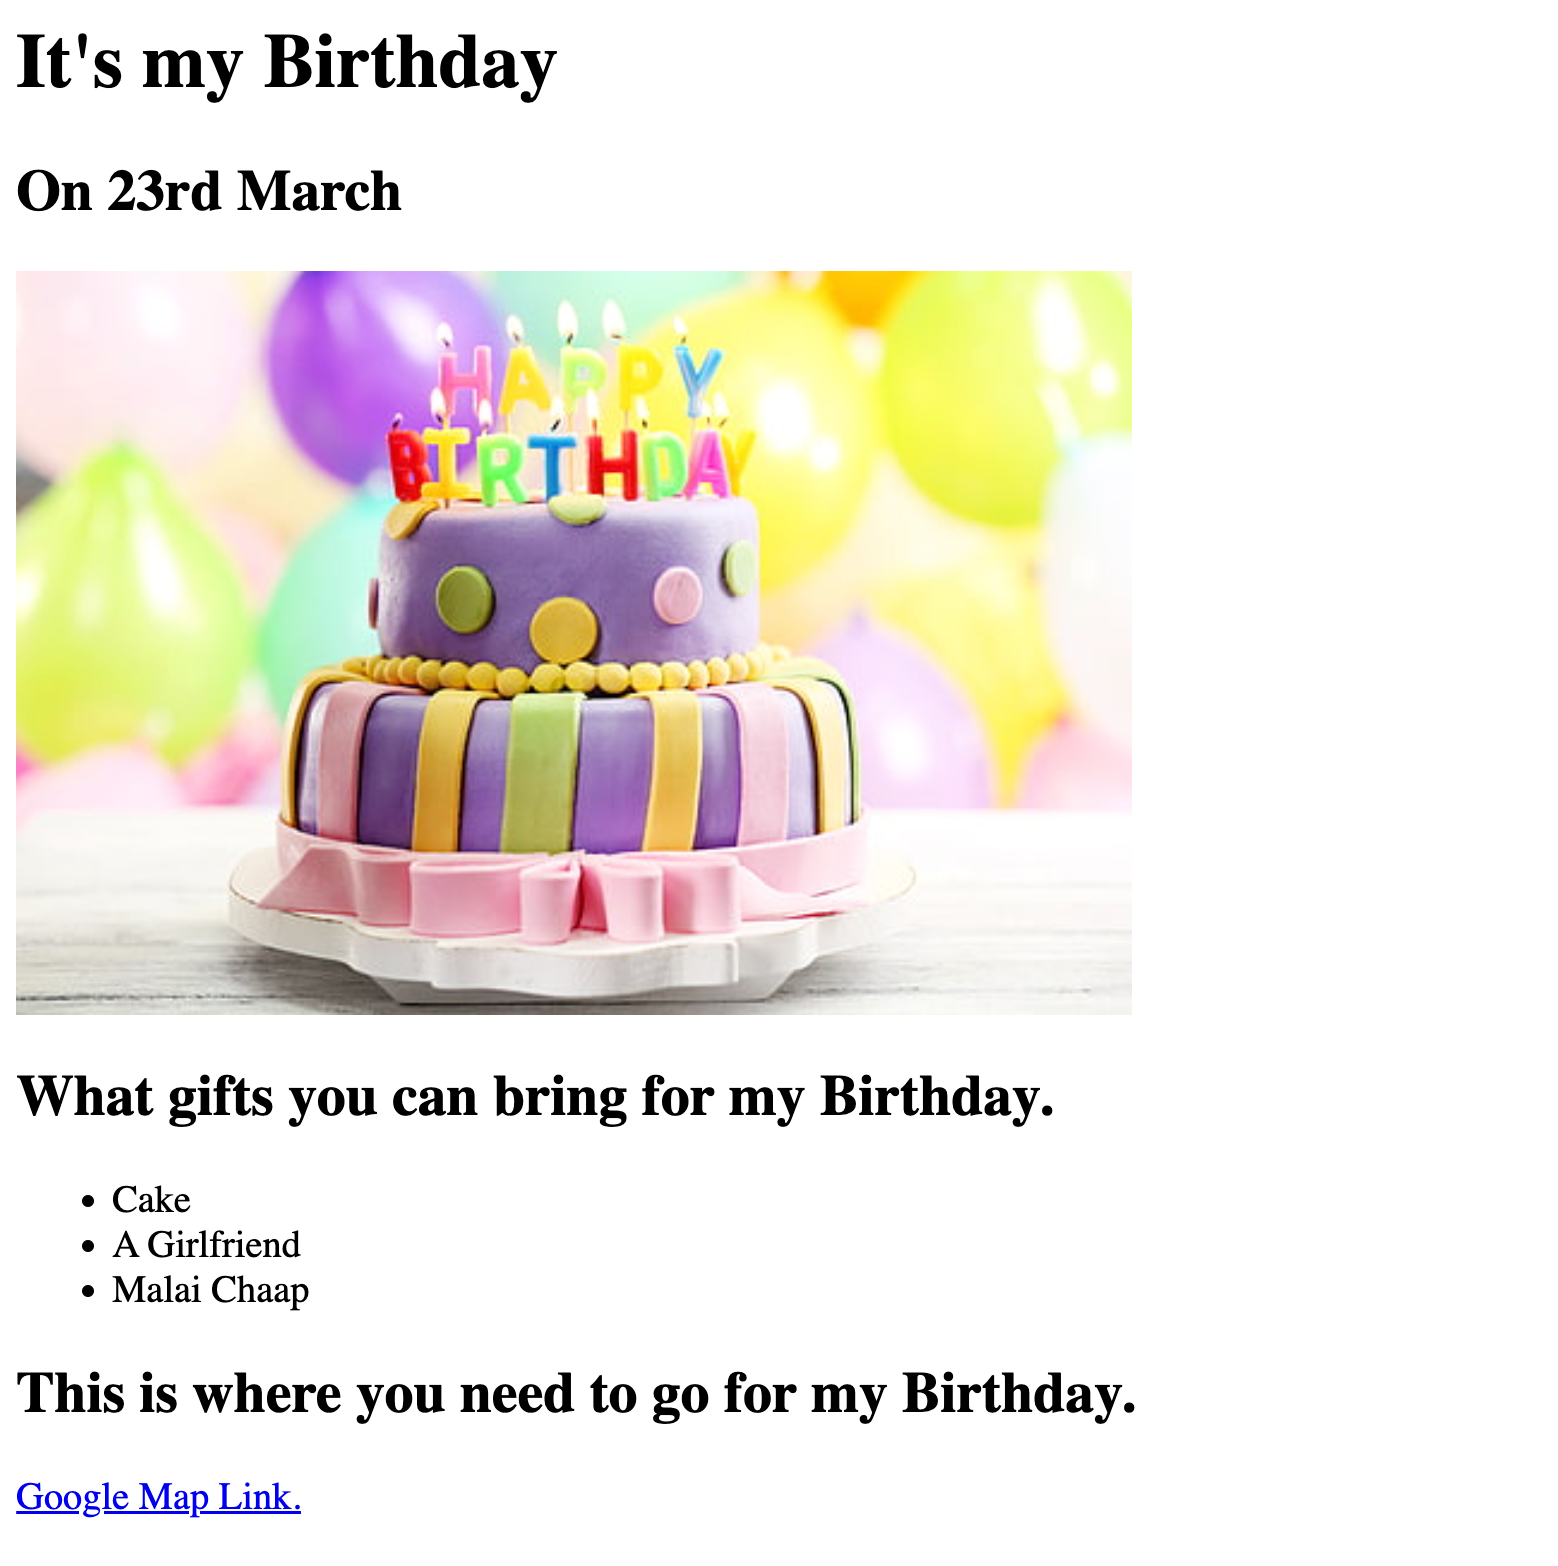 It's my Birthday
On 23rd March
HAPPY
BIRTHDAY
What gifts you can bring for my Birthday.
• Cake
• A Girlfriend
• Malai Chaap
This is where you need to go for my Birthday.
Google Map Link.